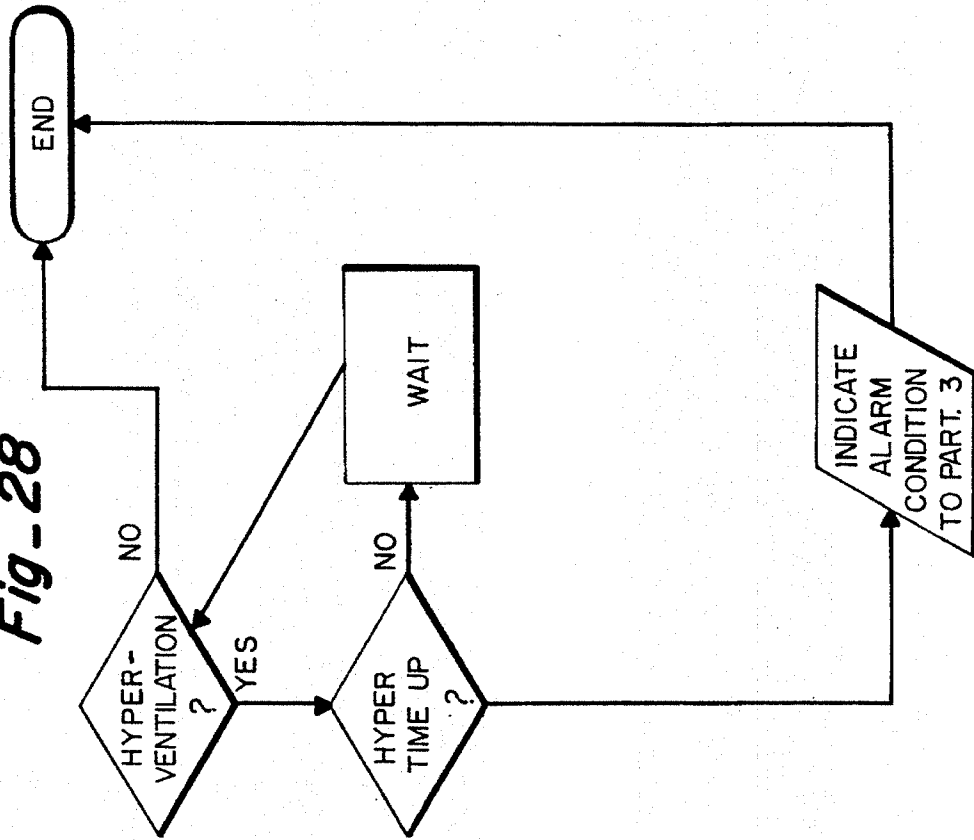 Fig_28
HYPER-
VENTILATION
?
NO
YES
END
HYPER
TIME UP
?
NO
WAIT
INDICATE
ALARM
CONDITION
TO PART. 3